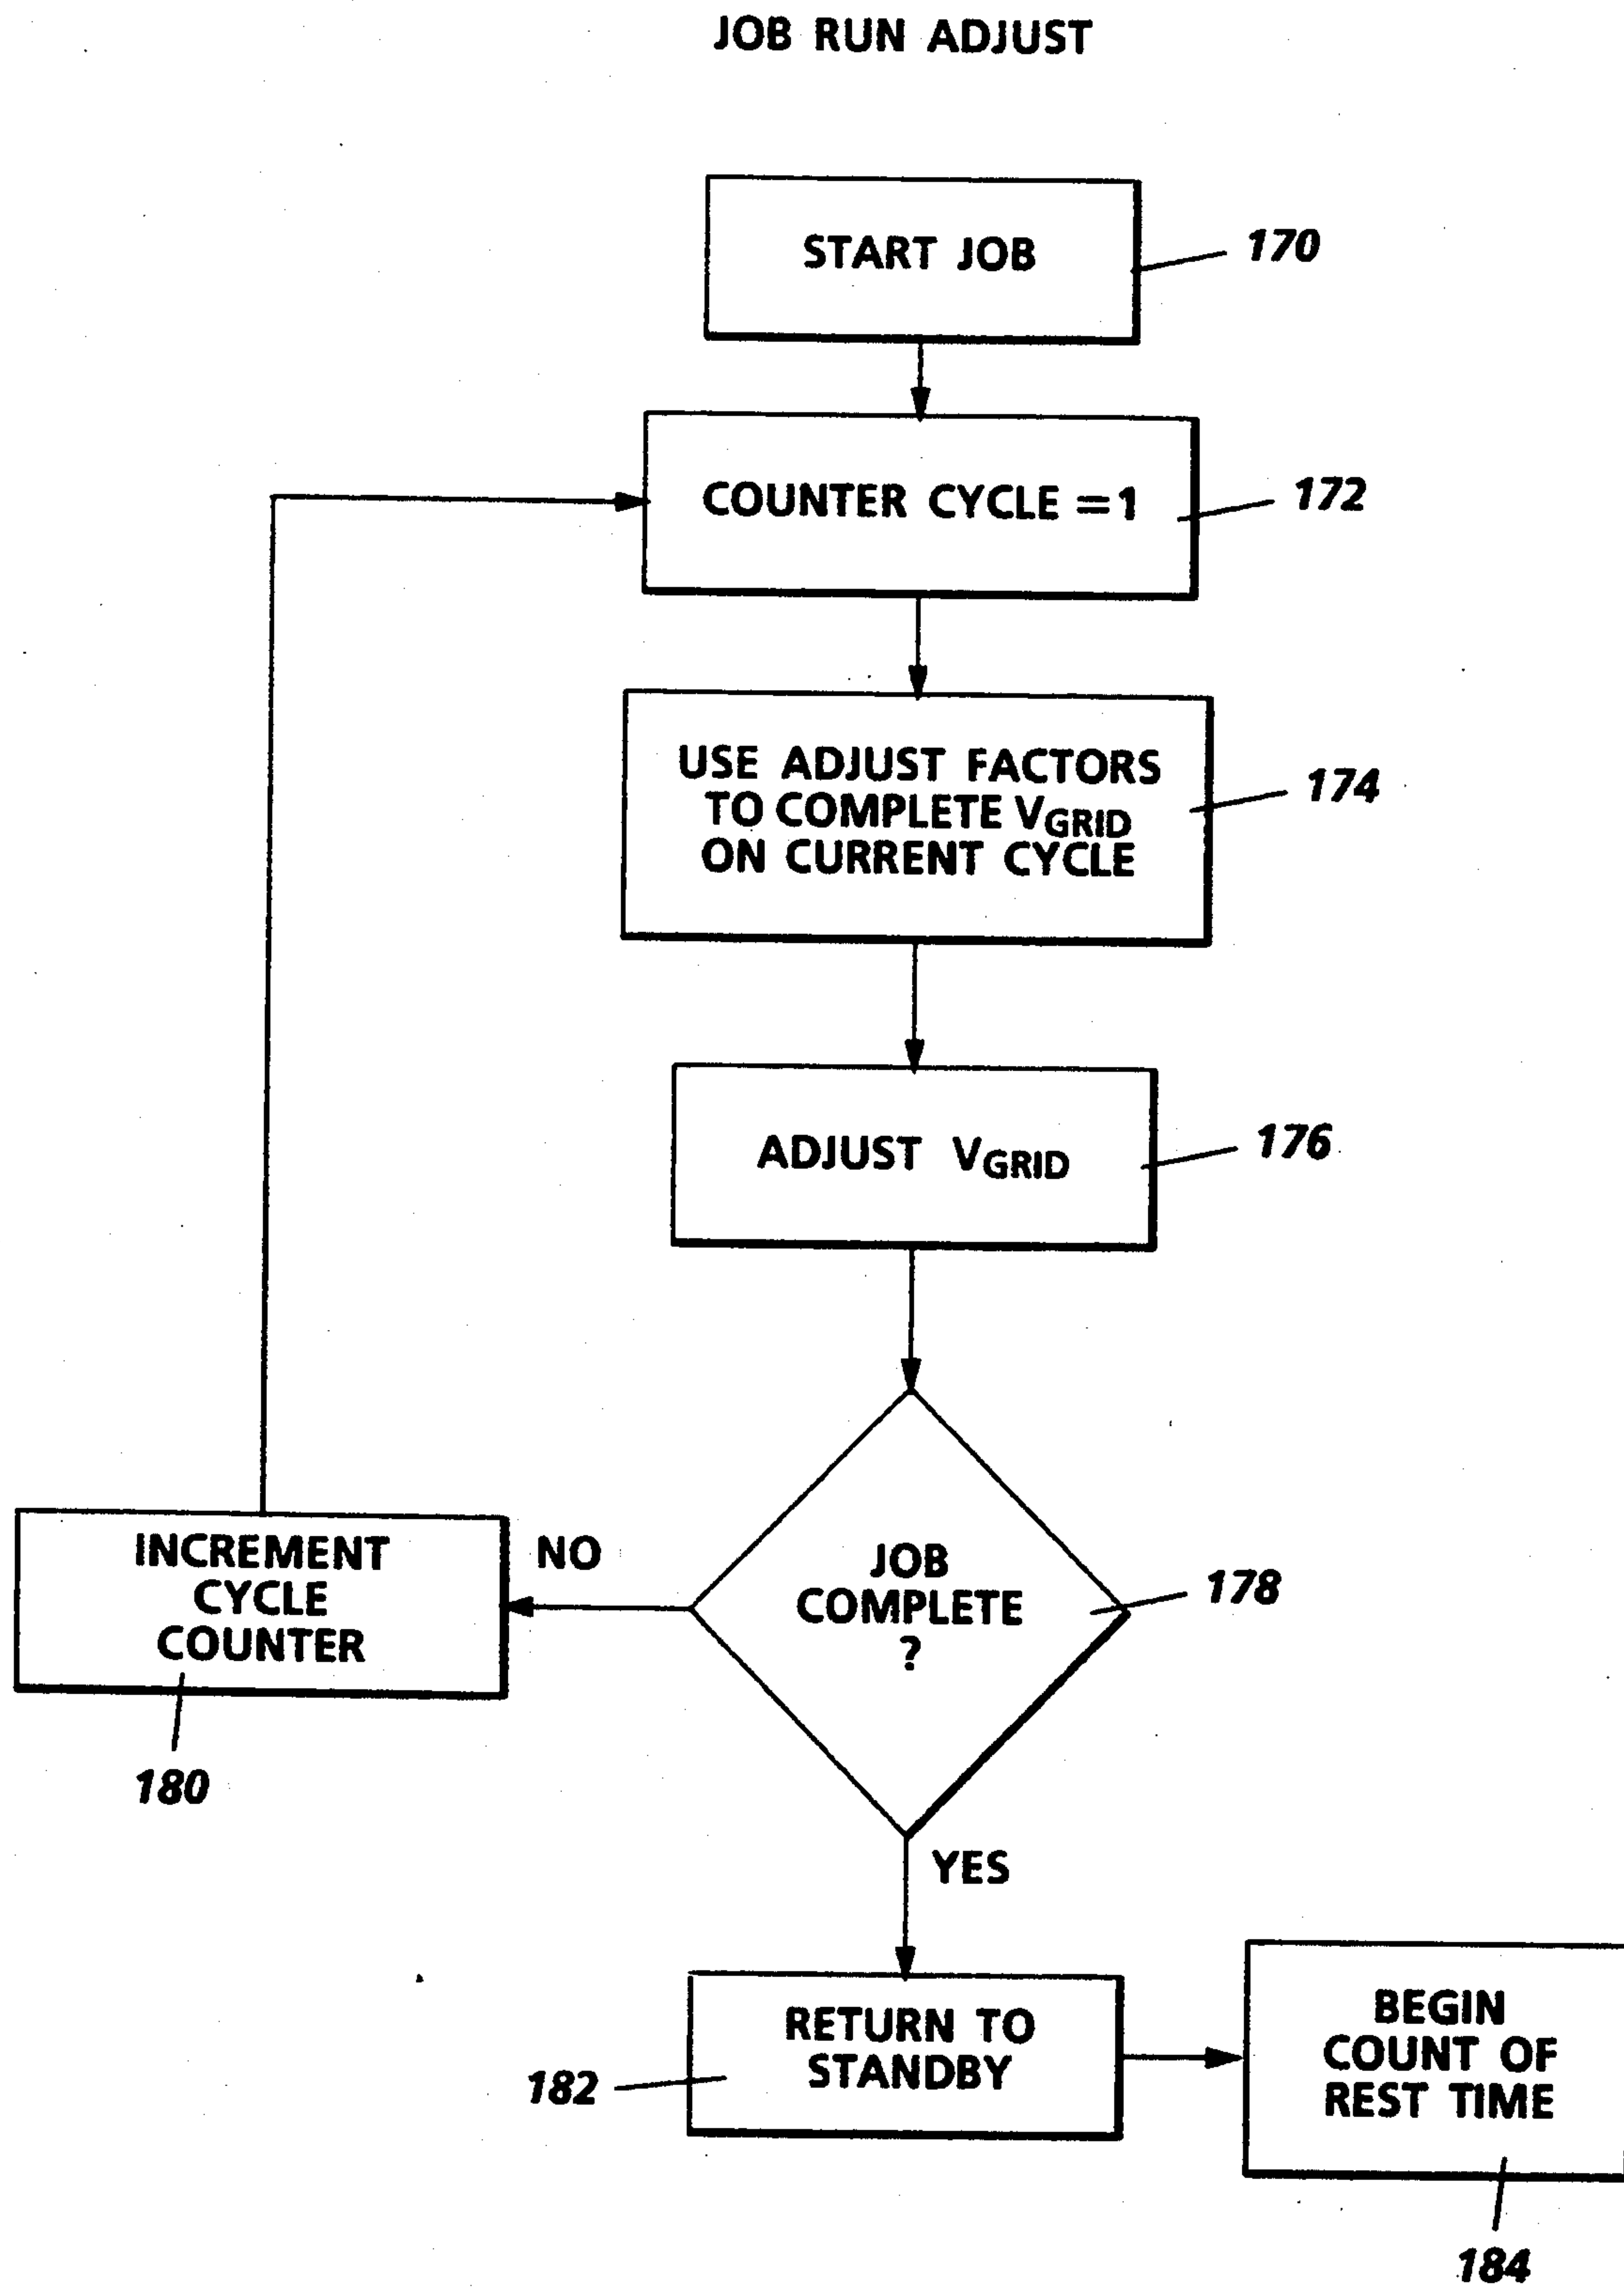 JOB RUN ADJUST
START JOB
170
COUNTER CYCLE = 1
172
USE ADJUST FACTORS
TO COMPLETE VGRID
ON CURRENT CYCLE
174
ADJUST VGRID
176
JOB
COMPLETE
?
178
NO
INCREMENT
CYCLE
COUNTER
180
YES
RETURN TO
STANDBY
182
BEGIN
COUNT OF
REST TIME
184